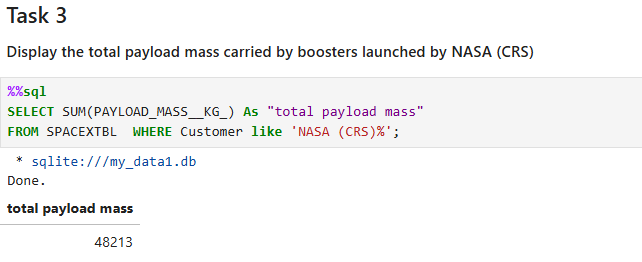 Task 3
Display the total payload mass carried by boosters launched by NASA (CRS)
%%sql
SELECT SUM(PAYLOAD_MASS__KG_) As "total payload mass"
FROM SPACEXTBL  WHERE Customer like 'NASA (CRS)%';
* sqlite:///my_data1.db
Done.
total payload mass
48213